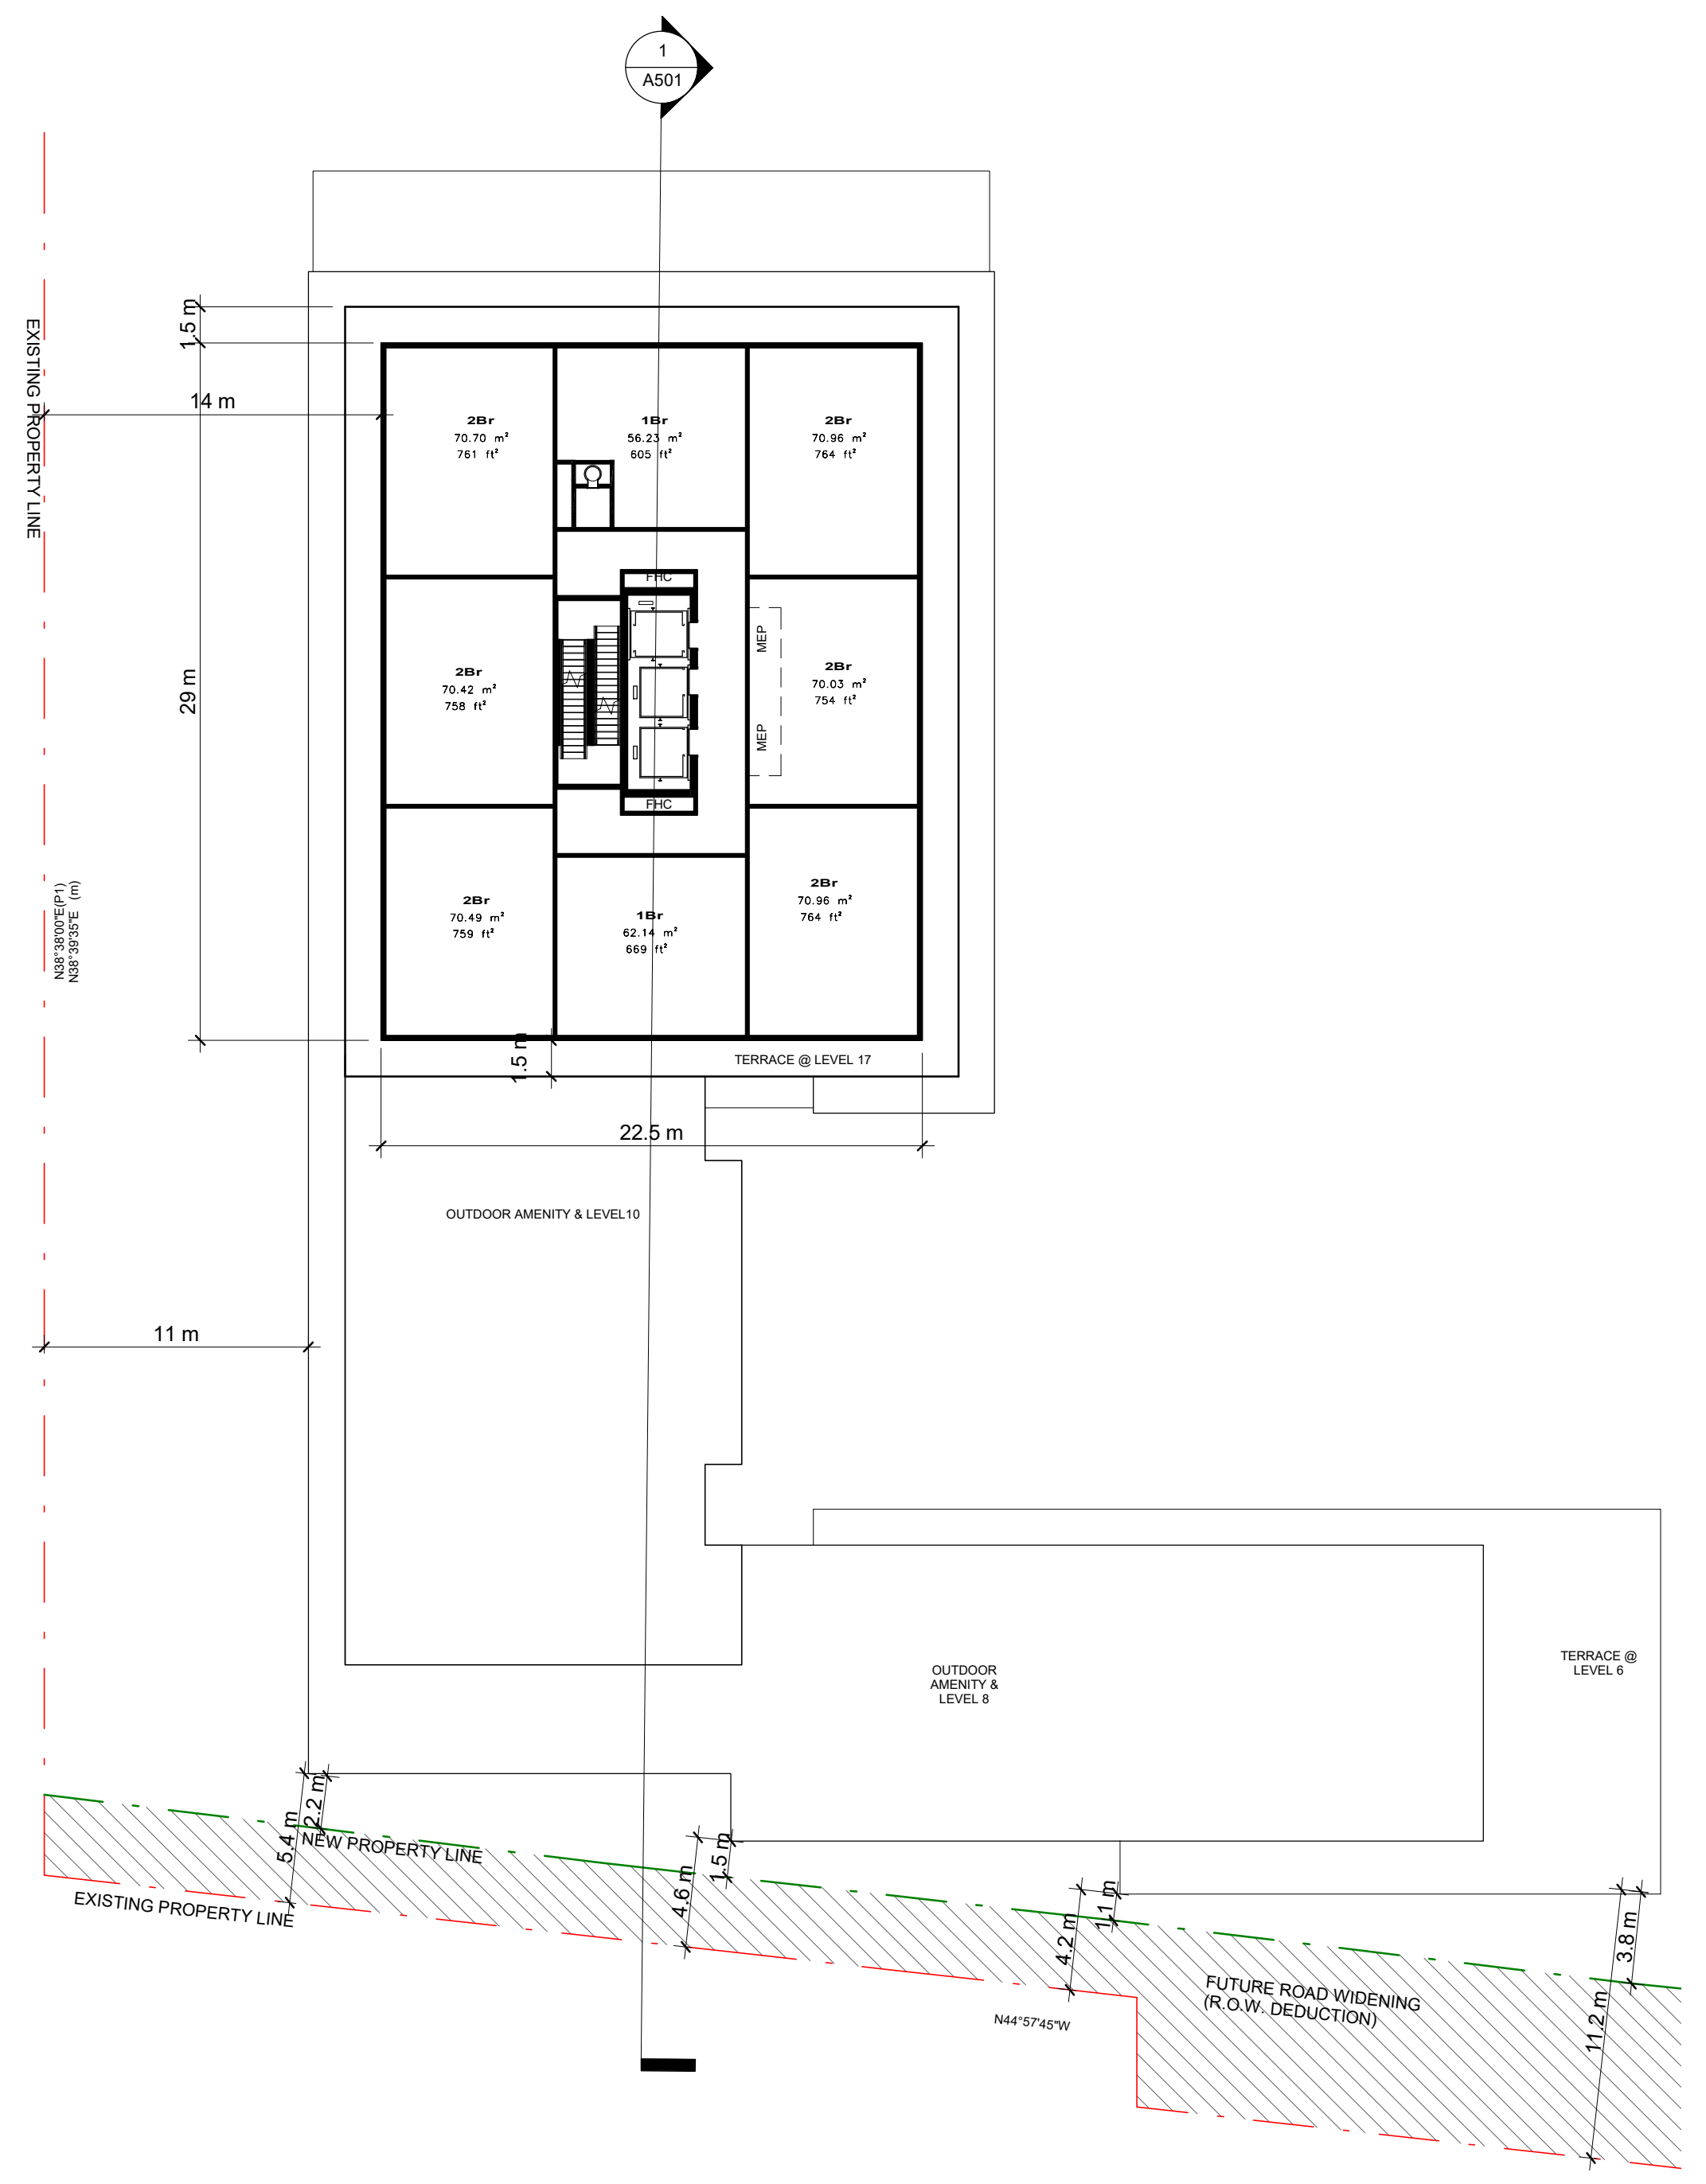 1
A501
1.5 m
EXISTING PROPERTY LINE
14 m
2Br
70.70 m²
761 ft²
1Br
56.23 m²
605 ft²
2Br
70.96 m²
764 ft²
FHC
MEP
2Br
70.42 m²
758 ft²
2Br
70.03 m²
754 ft²
29 m
MEP
FHC
2Br
70.49 m²
759 ft²
1Br
62.14 m²
669 ft²
2Br
70.96 m²
764 ft²
N38°38'00"E(P1)
N38°39'35"E (m)
1.5 m
TERRACE @ LEVEL 17
22.5 m
OUTDOOR AMENITY & LEVEL10
11 m
OUTDOOR
AMENITY &
LEVEL 8
TERRACE @
LEVEL 6
5.4 m
2.2 m
NEW PROPERTY LINE
EXISTING PROPERTY LINE
4.6 m
1.5 m
4.2 m
1.1 m
3.8 m
11.2 m
FUTURE ROAD WIDENING
(R.O.W. DEDUCTION)
N44°57'45"W